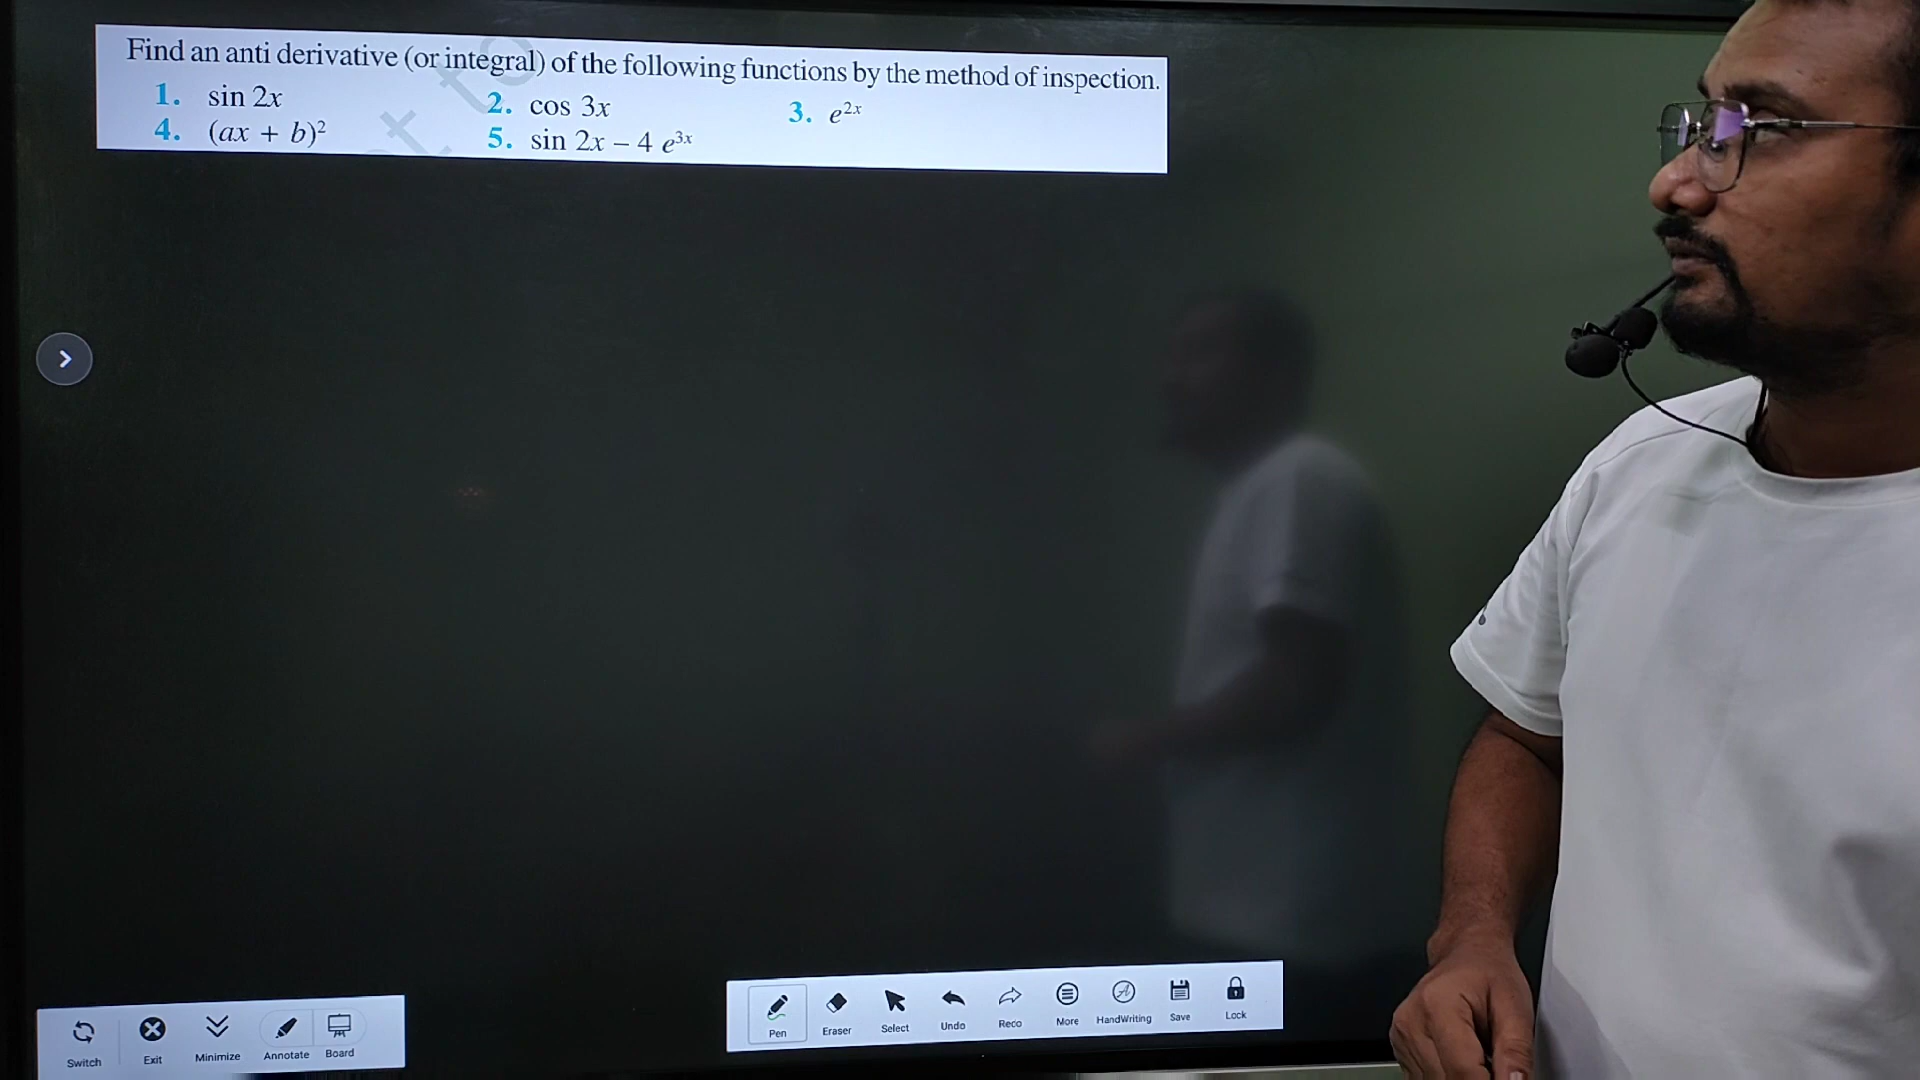 Find an anti derivative (or integral) of the following functions by the method of inspection.
1. sin 2x 2. cos 3x 3. e²ˣ
4. (ax + b)² 5. sin 2x – 4 e³ˣ
Switch Exit Minimize Annotate Board
Pen Eraser Select Undo Reco More HandWriting Save Lock